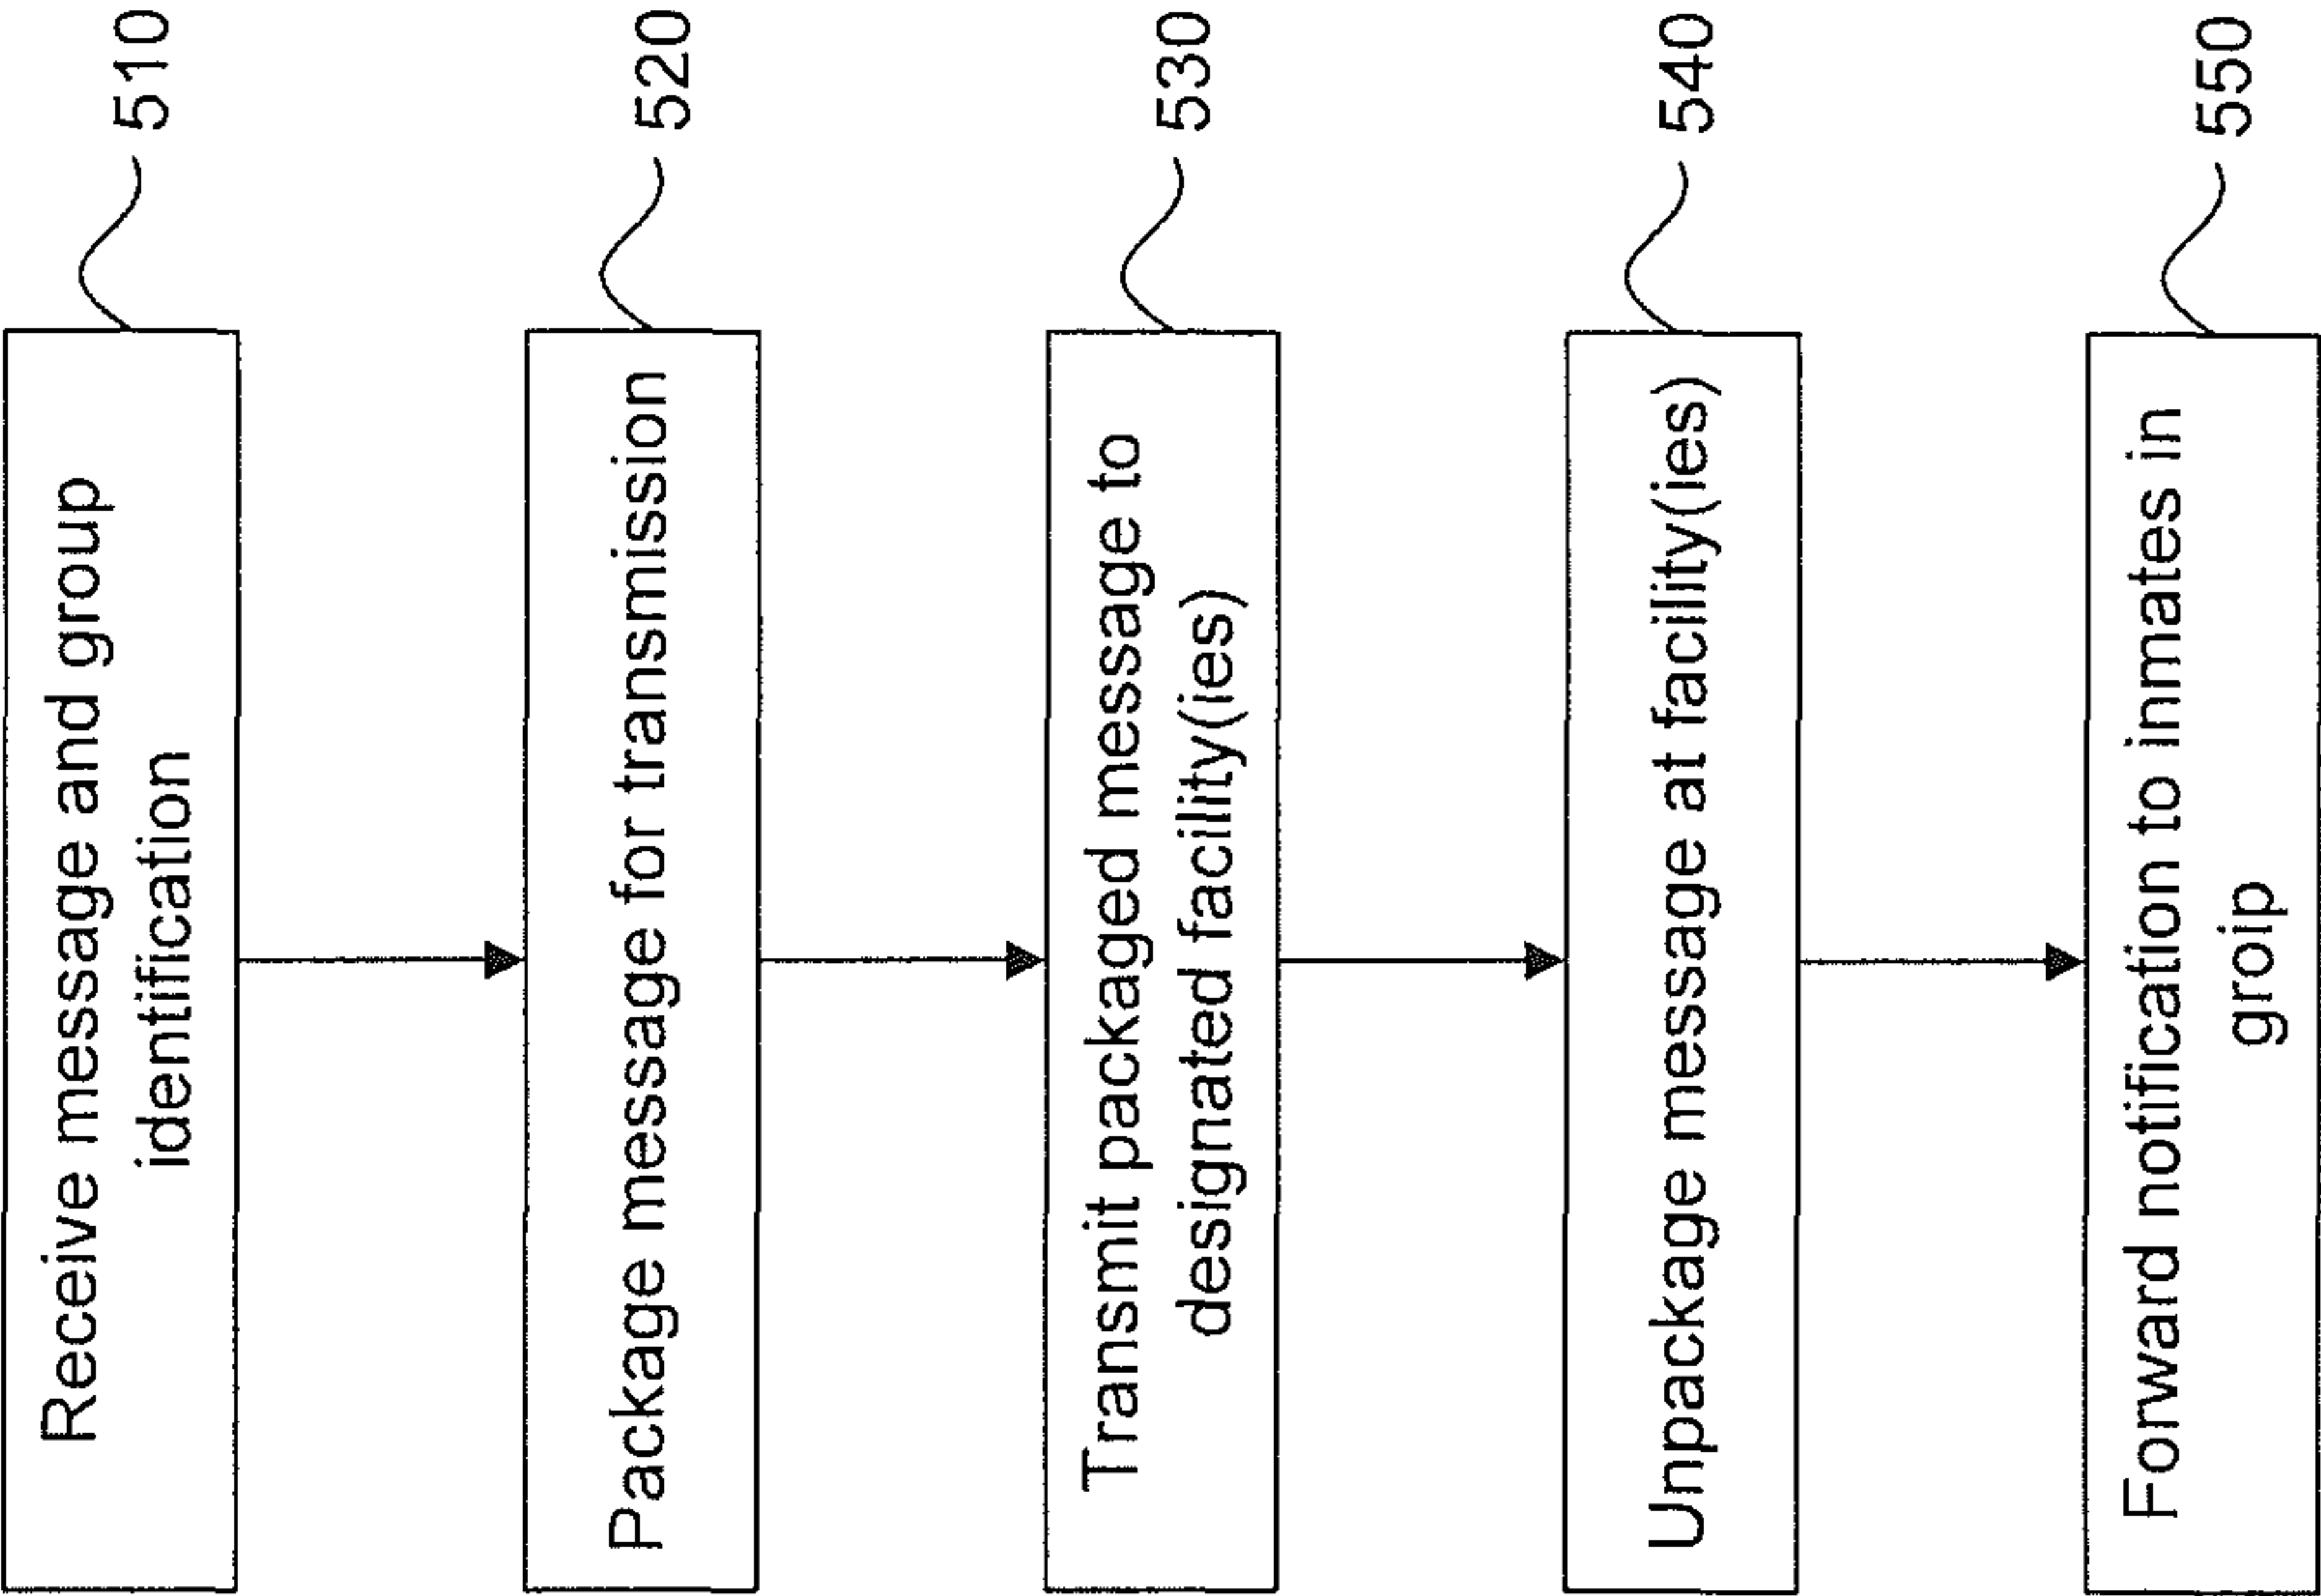 Receive message and group
identification
510
Package message for transmission
520
Transmit packaged message to
designated facility(ies)
530
Unpackage message at facility(ies)
540
Forward notification to inmates in
groip
550